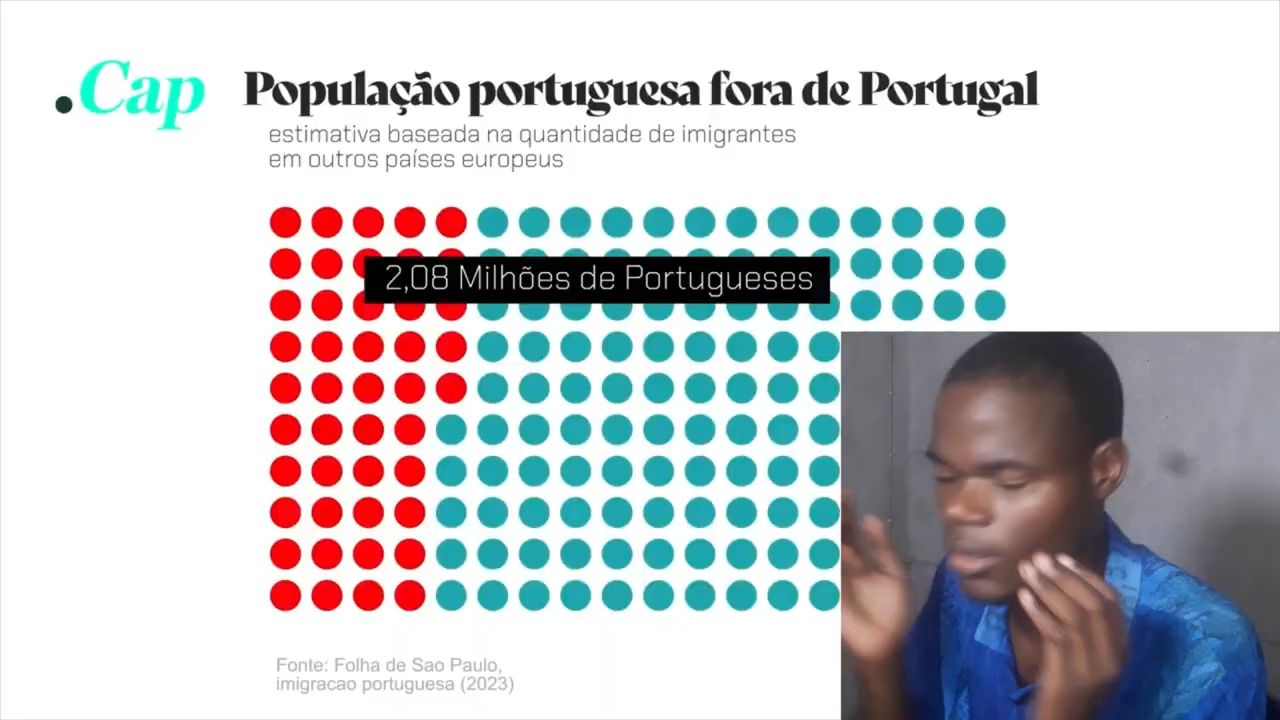 .Cap
População portuguesa fora de Portugal
estimativa baseada na quantidade de imigrantes
em outros países europeus
2,08 Milhões de Portugueses
Fonte: Folha de Sao Paulo,
imigracao portuguesa (2023)